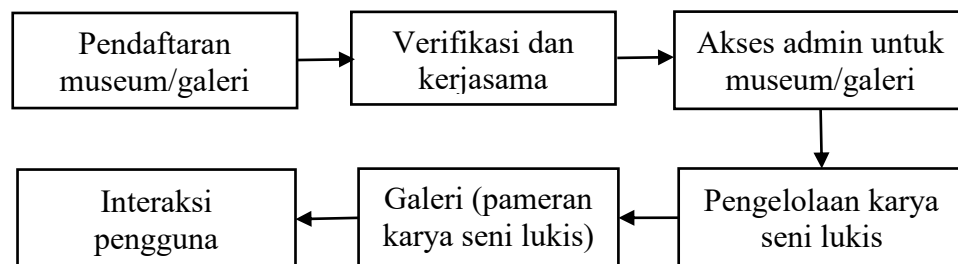 Pendaftaran
museum/galeri
Verifikasi dan
kerjasama
Akses admin untuk
museum/galeri
Interaksi
pengguna
Galeri (pameran
karya seni lukis)
Pengelolaan karya
seni lukis